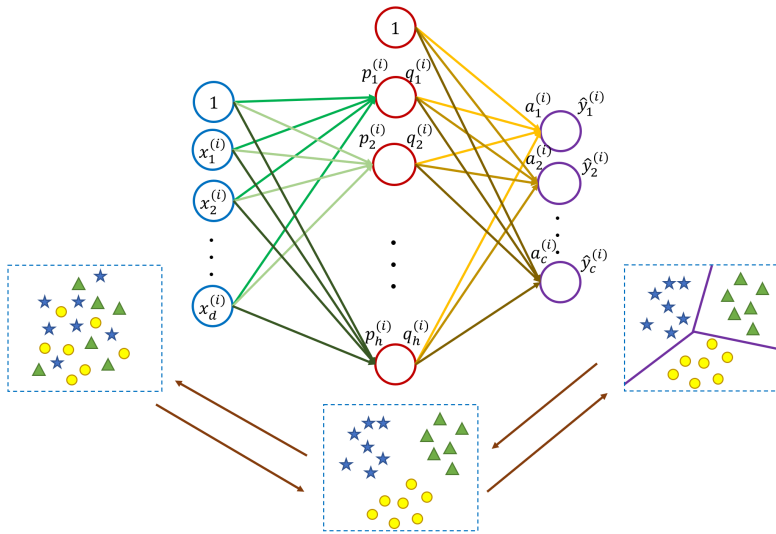 1
p_1^{(i)} q_1^{(i)}
1
a_1^{(i)} ŷ_1^{(i)}
x_1^{(i)}
p_2^{(i)} q_2^{(i)}
a_2^{(i)} ŷ_2^{(i)}
x_2^{(i)}
a_c^{(i)} ŷ_c^{(i)}
x_d^{(i)}
p_h^{(i)} q_h^{(i)}